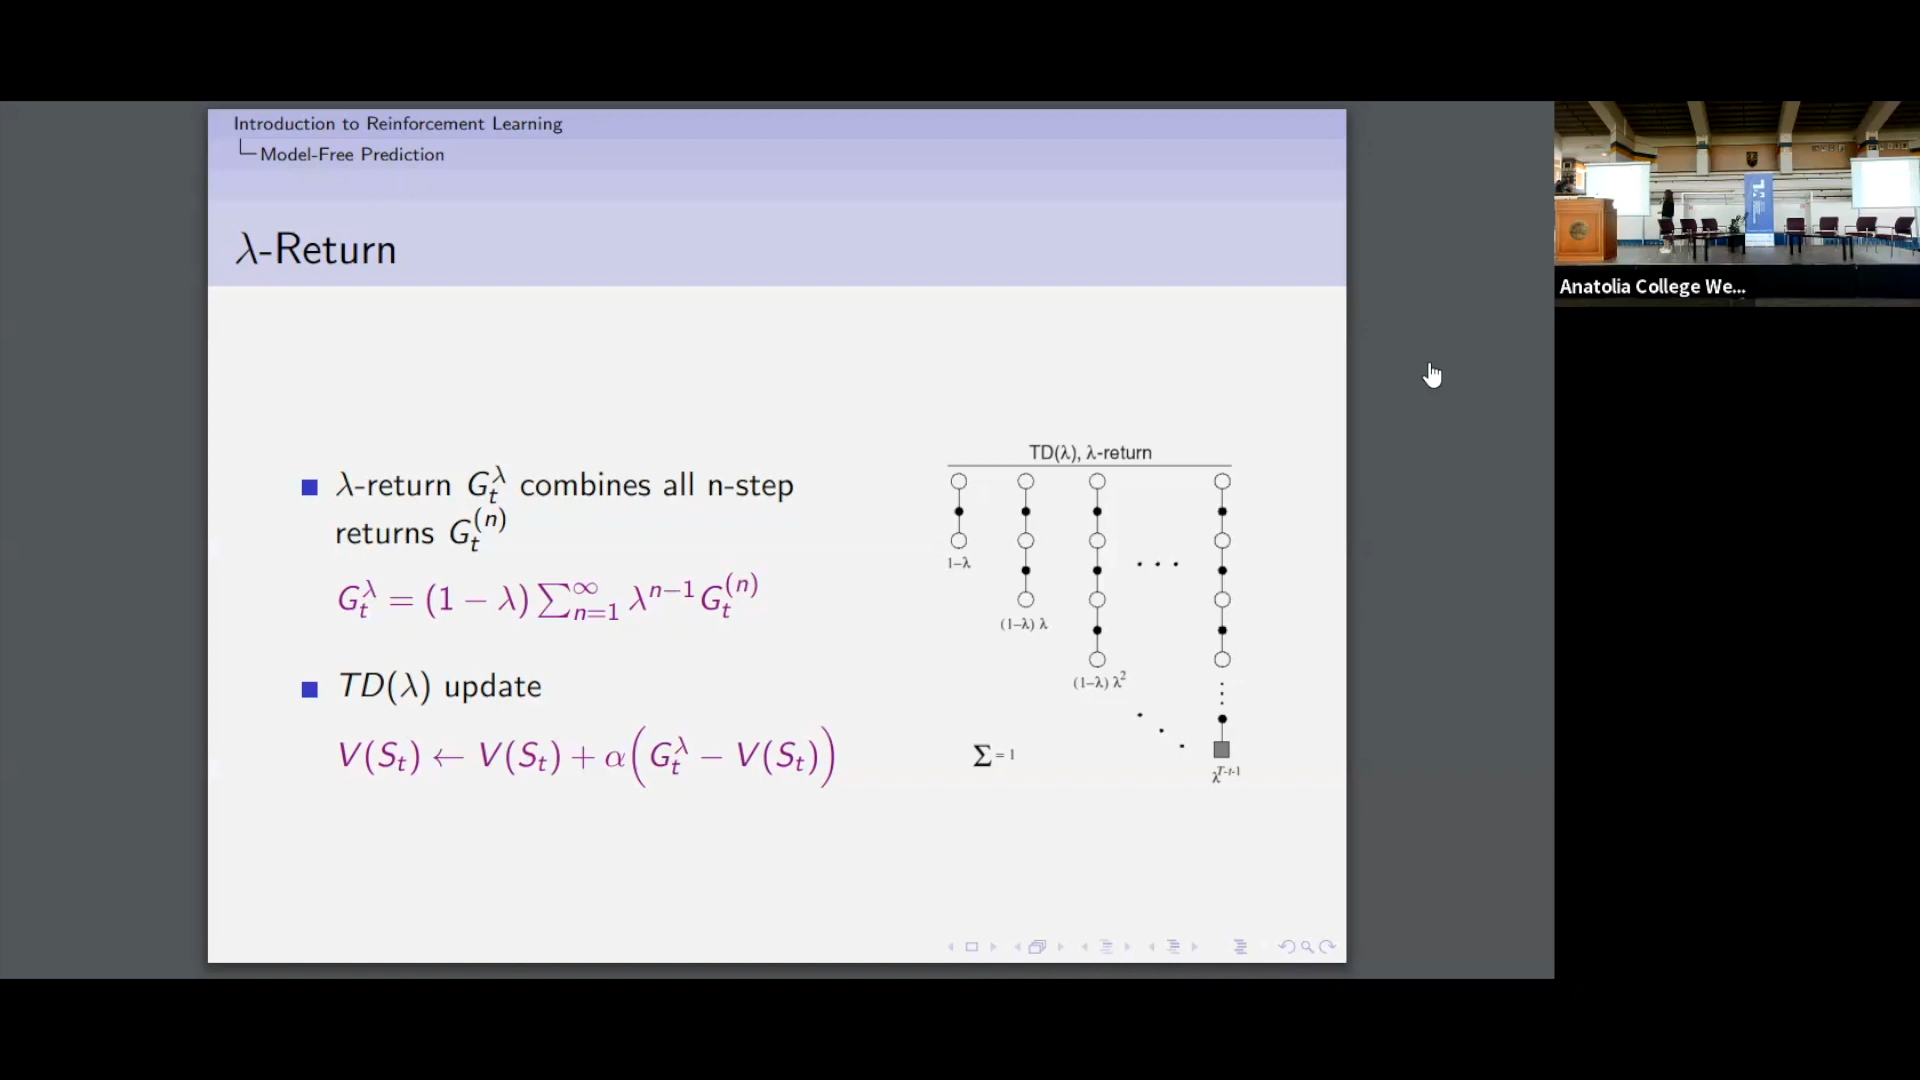 Introduction to Reinforcement Learning
Model-Free Prediction
λ-Return
λ-return G_t^λ combines all n-step
returns G_t^(n)
G_t^λ = (1 − λ) ∑_{n=1}^∞ λ^{n−1} G_t^(n)
TD(λ) update
V(S_t) ← V(S_t) + α(G_t^λ − V(S_t))
TD(λ), λ-return
1−λ
(1−λ) λ
(1−λ) λ²
∑ = 1
λ^{T-t-1}
Anatolia College We...